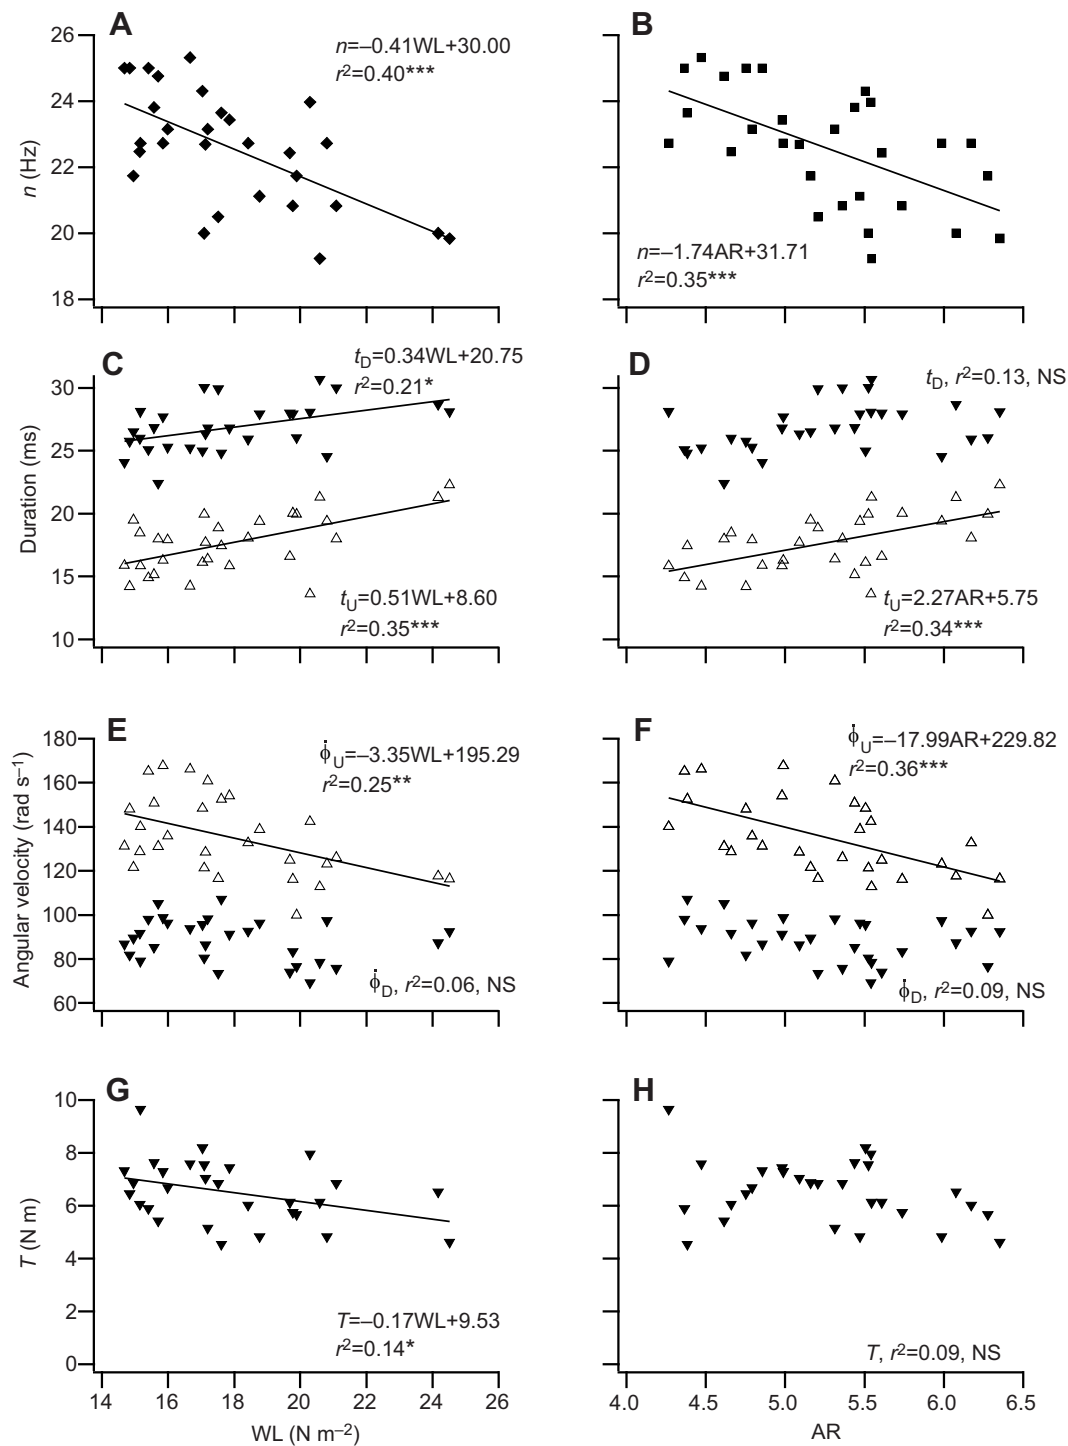 A
n=–0.41WL+30.00
r²=0.40***
26
24
22
20
18
n (Hz)
B
n=–1.74AR+31.71
r²=0.35***
C
tD=0.34WL+20.75
r²=0.21*
30
25
20
15
10
Duration (ms)
tU=0.51WL+8.60
r²=0.35***
D
tD, r²=0.13, NS
tU=2.27AR+5.75
r²=0.34***
E
ϕ̇U=–3.35WL+195.29
r²=0.25**
180
160
140
120
100
80
60
Angular velocity (rad s⁻¹)
ϕ̇D, r²=0.06, NS
F
ϕ̇U=–17.99AR+229.82
r²=0.36***
ϕ̇D, r²=0.09, NS
G
10
8
6
4
2
0
T (N m)
T=–0.17WL+9.53
r²=0.14*
14 16 18 20 22 24 26
WL (N m⁻²)
H
T, r²=0.09, NS
4.0 4.5 5.0 5.5 6.0 6.5
AR